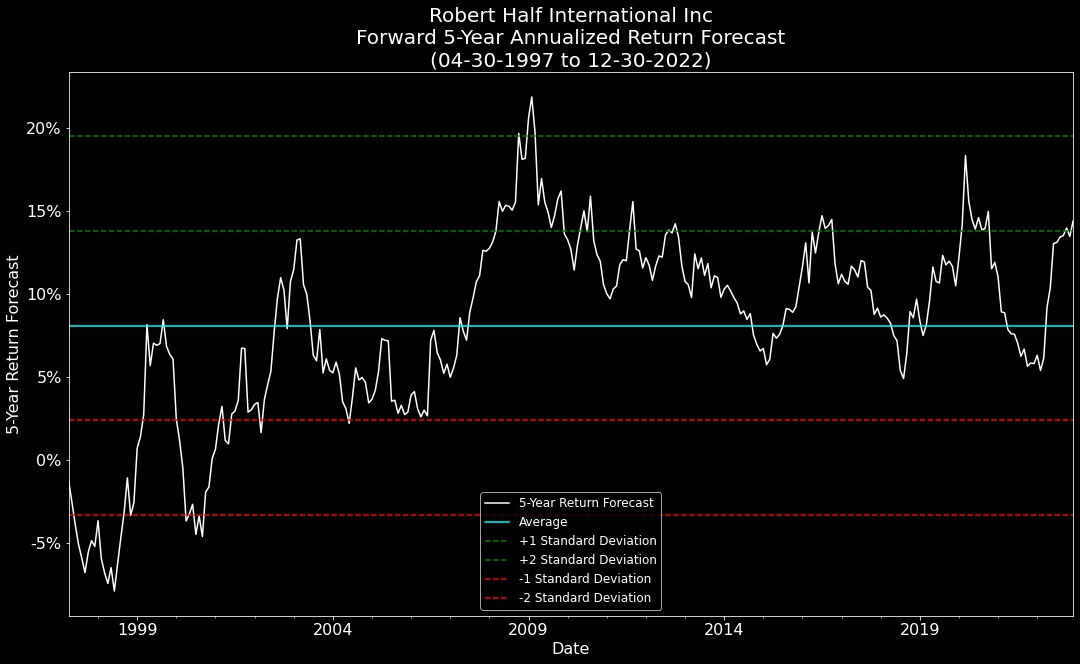 Robert Half International Inc
Forward 5-Year Annualized Return Forecast
(04-30-1997 to 12-30-2022)
5-Year Return Forecast
20%
15%
10%
5%
0%
-5%
5-Year Return Forecast
Average
+1 Standard Deviation
+2 Standard Deviation
-1 Standard Deviation
-2 Standard Deviation
1999
2004
2009
2014
2019
Date